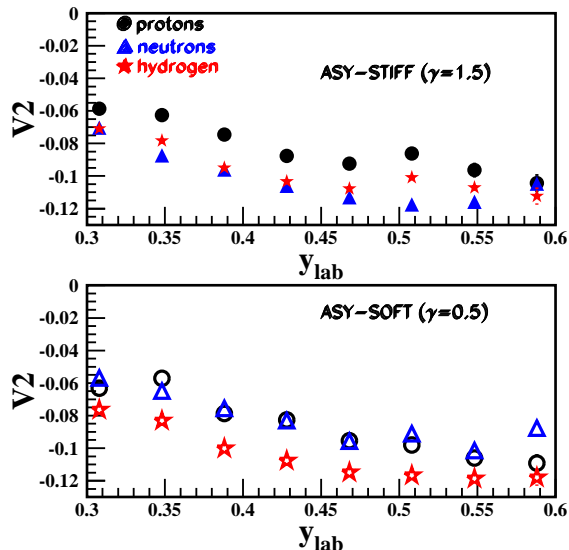 0
-0.02
-0.04
-0.06
-0.08
-0.1
-0.12
V2
protons
neutrons
hydrogen
ASY-STIFF (γ=1.5)
0.3 0.35 0.4 0.45 0.5 0.55 0.6
y_lab
0
-0.02
-0.04
-0.06
-0.08
-0.1
-0.12
V2
ASY-SOFT (γ=0.5)
0.3 0.35 0.4 0.45 0.5 0.55 0.6
y_lab